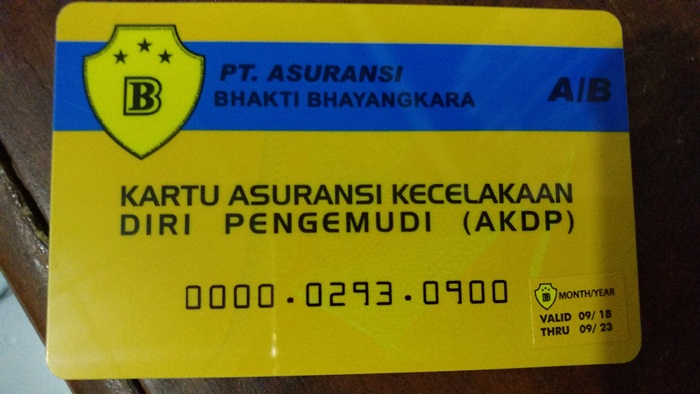 B
PT. ASURANSI
BHAKTI BHAYANGKARA
A/B
KARTU ASURANSI KECELAKAAN
DIRI PENGEMUDI (AKDP)
0000.0293.0900
B MONTH/YEAR
VALID 09/ 18
THRU 09/ 23